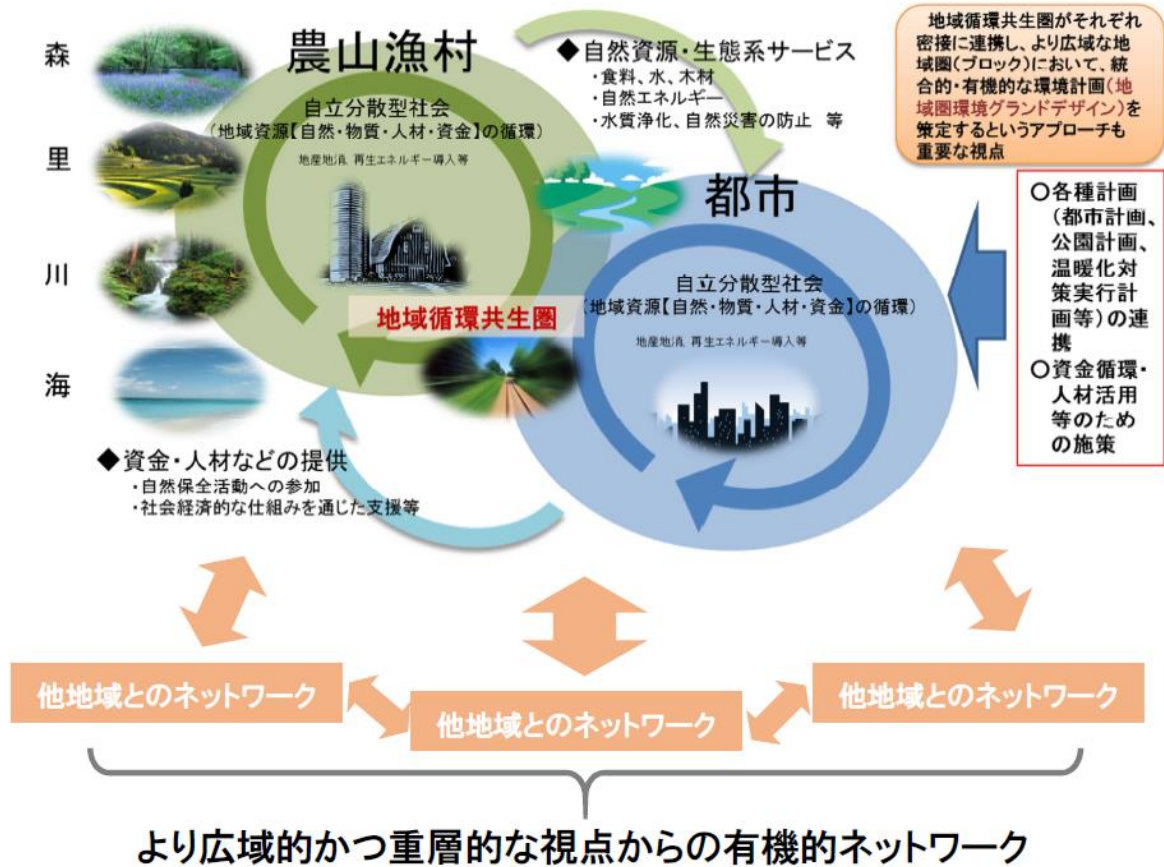 森
里
川
海
農山漁村
自立分散型社会
(地域資源【自然・物質・人材・資金】の循環)
地産地消、再生エネルギー導入等
◆自然資源・生態系サービス
・食料、水、木材
・自然エネルギー
・水質浄化、自然災害の防止 等
都市
自立分散型社会
(地域資源【自然・物質・人材・資金】の循環)
地産地消、再生エネルギー導入等
地域循環共生圏
◆資金・人材などの提供
・自然保全活動への参加
・社会経済的な仕組みを通じた支援等
地域循環共生圏がそれぞれ
密接に連携し、より広域な地
域圏(ブロック)において、統
合的・有機的な環境計画(地
域圏環境グランドデザイン)を
策定するというアプローチも
重要な視点
○各種計画
(都市計画、
公園計画、
温暖化対
策実行計
画等)の連
携
○資金循環・
人材活用
等のため
の施策
他地域とのネットワーク
他地域とのネットワーク
他地域とのネットワーク
より広域的かつ重層的な視点からの有機的ネットワーク